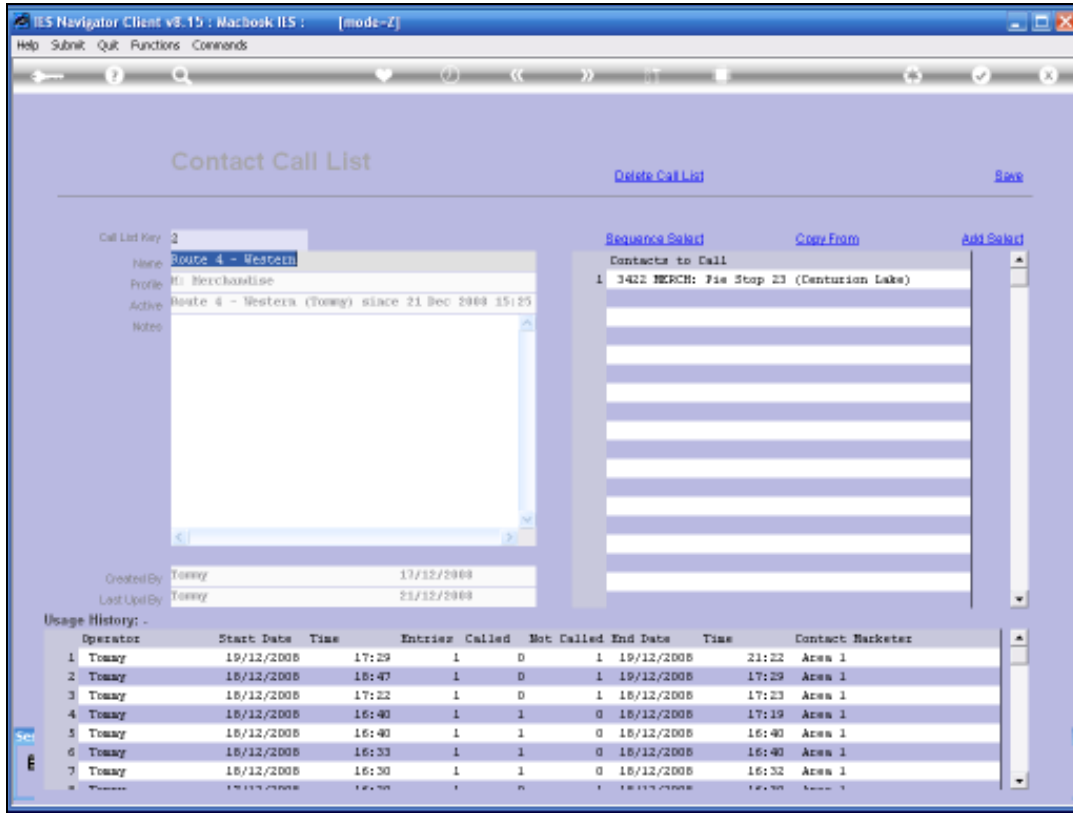 IES Navigator Client v8.15 : Macbook IES : [mode-Z]
Help Submit Quit Functions Commands
Contact Call List
Delete Call List Save
Call List Key 2
Sequence Select Copy From Add Select
Name Route 4 - Western
Contacts to Call
Profile M: Merchandise
1 3422 MERCH: Pie Stop 23 (Centurion Lake)
Active Route 4 - Western (Tommy) since 21 Dec 2008 15:25
Notes
Created By Tommy 17/12/2008
Last Upd By Tommy 21/12/2008
Usage History: -
Operator Start Date Time Entries Called Not Called End Date Time Contact Marketer
1 Tommy 19/12/2008 17:29 1 0 1 19/12/2008 21:22 Area 1
2 Tommy 18/12/2008 18:47 1 0 1 19/12/2008 17:29 Area 1
3 Tommy 18/12/2008 17:22 1 0 1 18/12/2008 17:23 Area 1
4 Tommy 18/12/2008 16:40 1 1 0 18/12/2008 17:19 Area 1
5 Tommy 18/12/2008 16:40 1 1 0 18/12/2008 16:40 Area 1
6 Tommy 18/12/2008 16:33 1 1 0 18/12/2008 16:40 Area 1
7 Tommy 18/12/2008 16:30 1 1 0 18/12/2008 16:32 Area 1